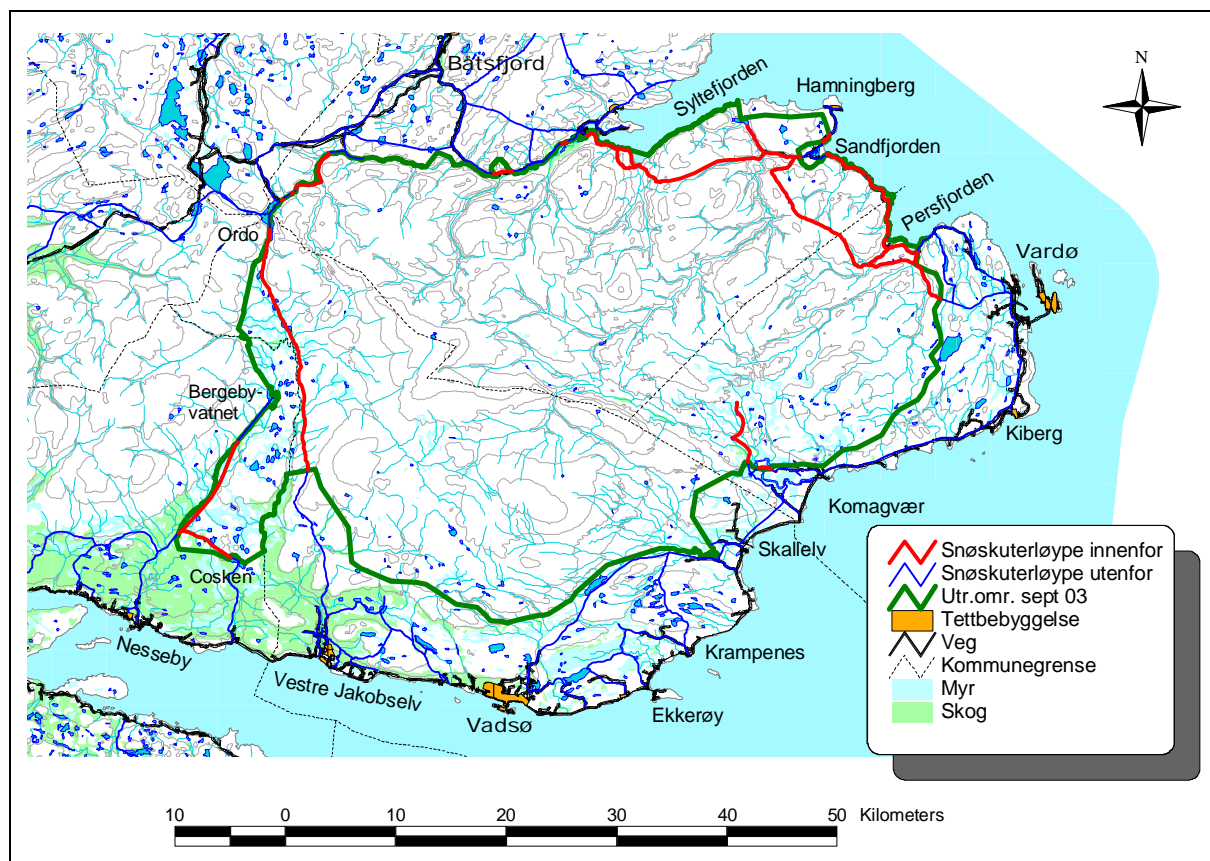 Båtsfjord
Syltefjorden
Hamningberg
N
Sandfjorden
Persfjorden
Ordo
Vardø
Bergeby-
vatnet
Kiberg
Komagvær
Skallelv
Cosken
Nesseby
Krampenes
Vestre Jakobselv
Ekkerøy
Vadsø
Snøskuterløype innenfor
Snøskuterløype utenfor
Utr.omr. sept 03
Tettbebyggelse
Veg
Kommunegrense
Myr
Skog
10 0 10 20 30 40 50 Kilometers